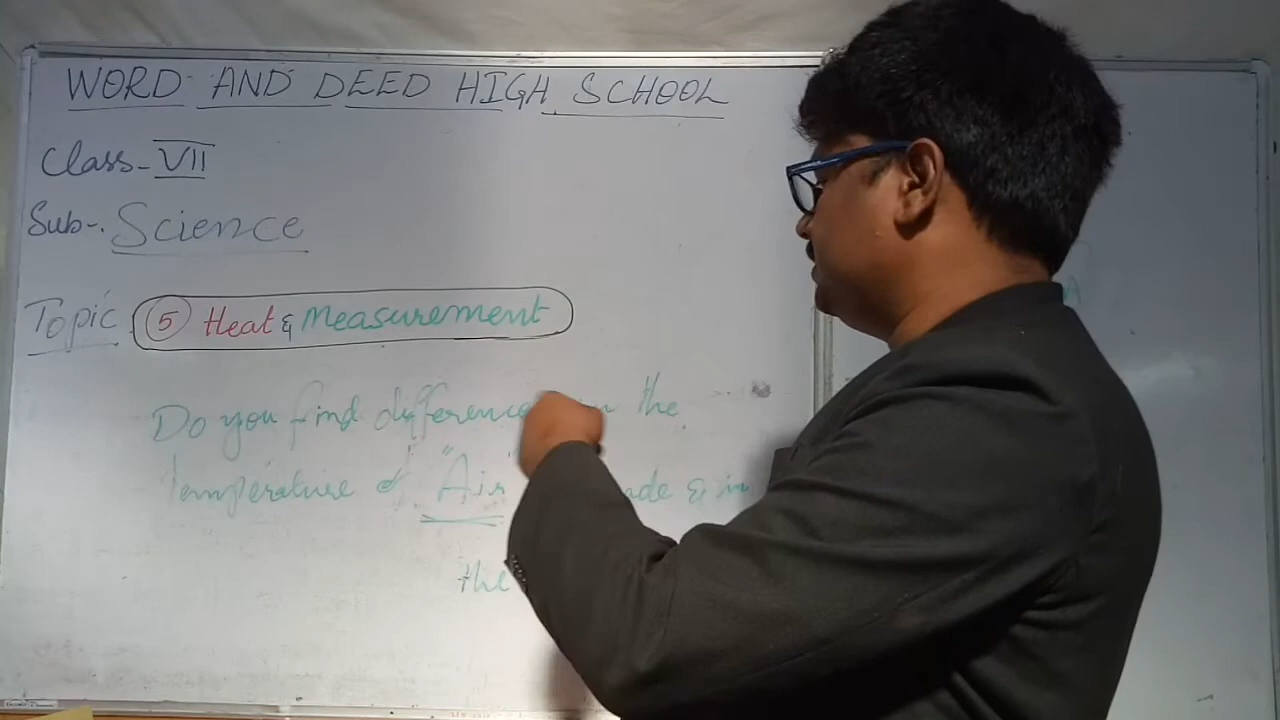 WORD AND DEED HIGH SCHOOL
Class- VII
Sub-. Science
Topic 5 Heat & Measurement
Do you find difference in the
Temperature of "Air & in
the